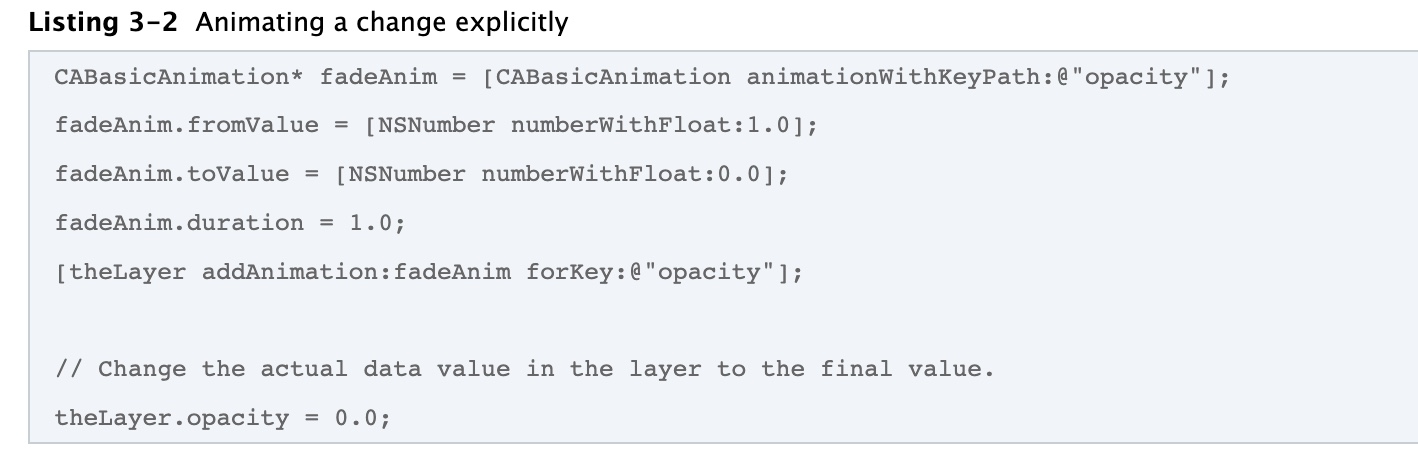 Listing 3-2 Animating a change explicitly
CABasicAnimation* fadeAnim = [CABasicAnimation animationWithKeyPath:@"opacity"];
fadeAnim.fromValue = [NSNumber numberWithFloat:1.0];
fadeAnim.toValue = [NSNumber numberWithFloat:0.0];
fadeAnim.duration = 1.0;
[theLayer addAnimation:fadeAnim forKey:@"opacity"];
// Change the actual data value in the layer to the final value.
theLayer.opacity = 0.0;